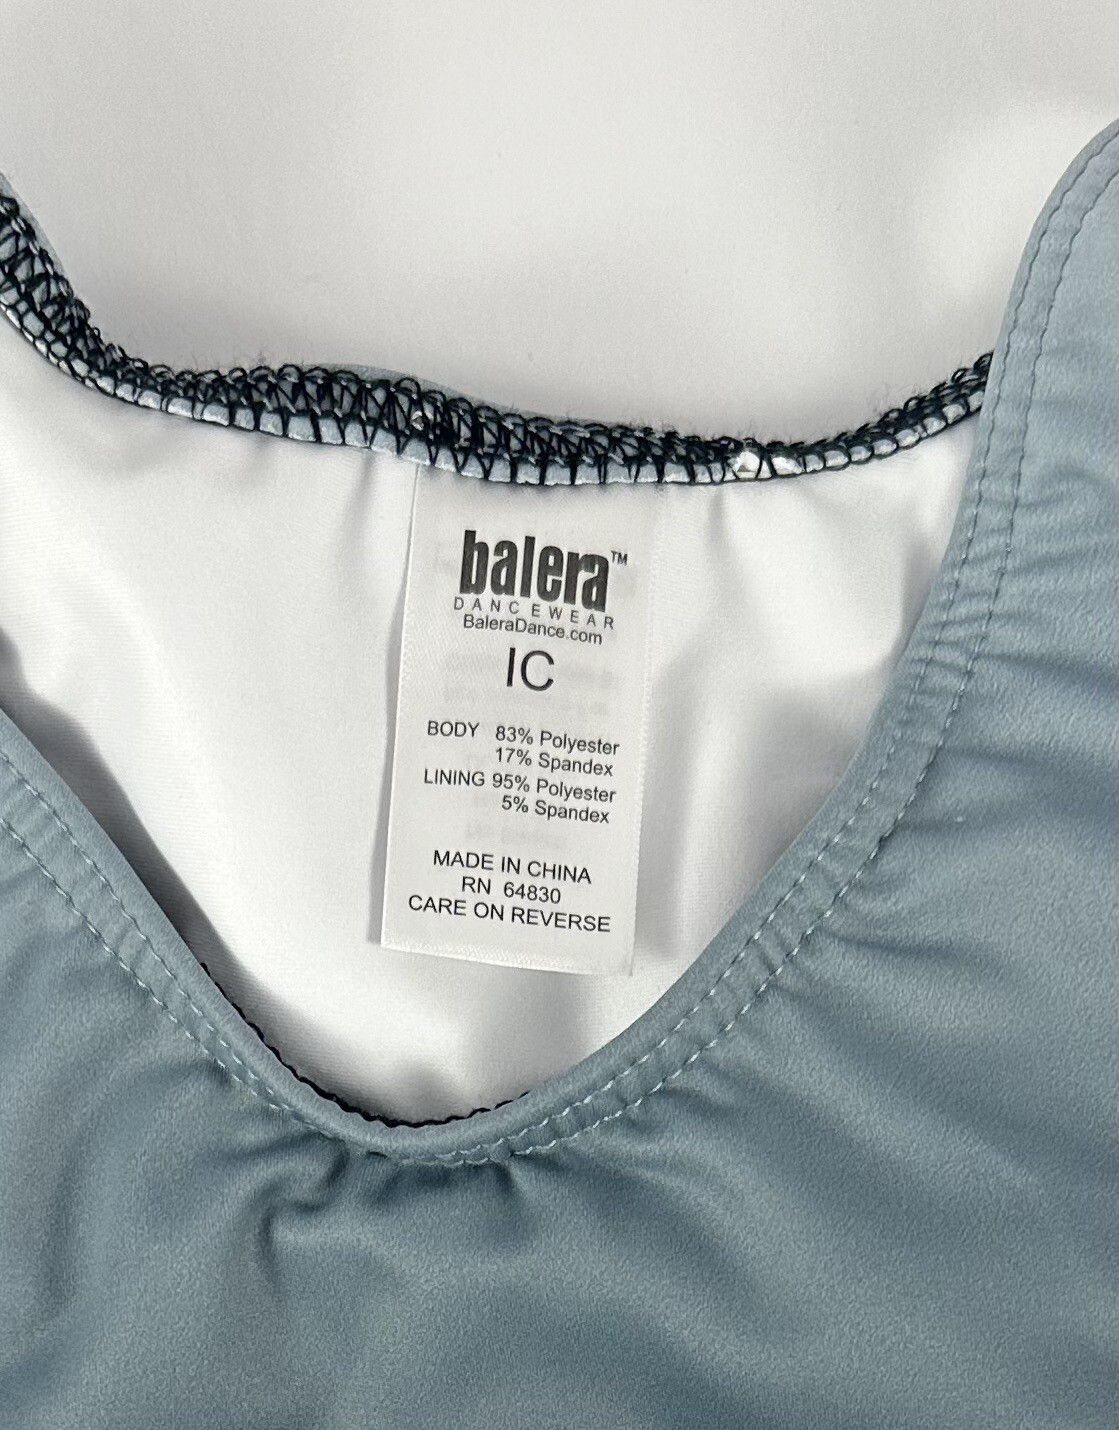 balera™
DANCEWEAR
BaleraDance.com
IC
BODY 83% Polyester
17% Spandex
LINING 95% Polyester
5% Spandex
MADE IN CHINA
RN 64830
CARE ON REVERSE